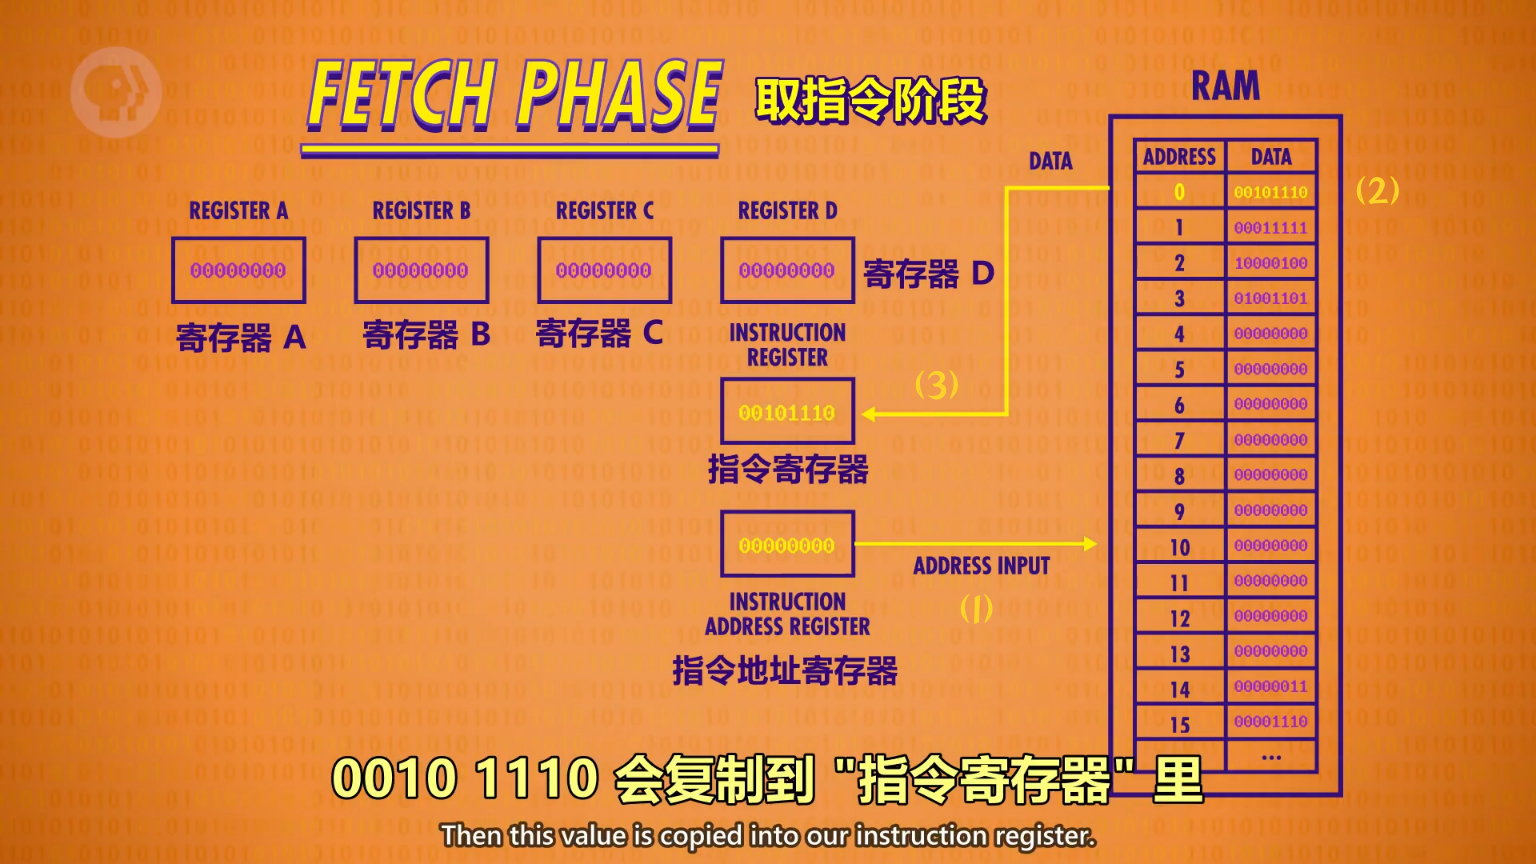 FETCH PHASE 取指令阶段
RAM
DATA
ADDRESS DATA
0 00101110 (2)
1 00011111
2 10000100
3 01001101
4 00000000
5 00000000
6 00000000
7 00000000
8 00000000
9 00000000
10 00000000
11 00000000
12 00000000
13 00000000
14 00000011
15 00001110
...
REGISTER A REGISTER B REGISTER C REGISTER D
00000000 00000000 00000000 00000000 寄存器 D
寄存器 A 寄存器 B 寄存器 C
INSTRUCTION
REGISTER
(3)
00101110
指令寄存器
00000000
ADDRESS INPUT
(1)
INSTRUCTION
ADDRESS REGISTER
指令地址寄存器
0010 1110 会复制到 "指令寄存器" 里
Then this value is copied into our instruction register.